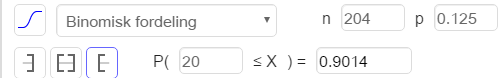 Binomisk fordeling n 204 p 0.125
P( 20 ≤ X ) = 0.9014